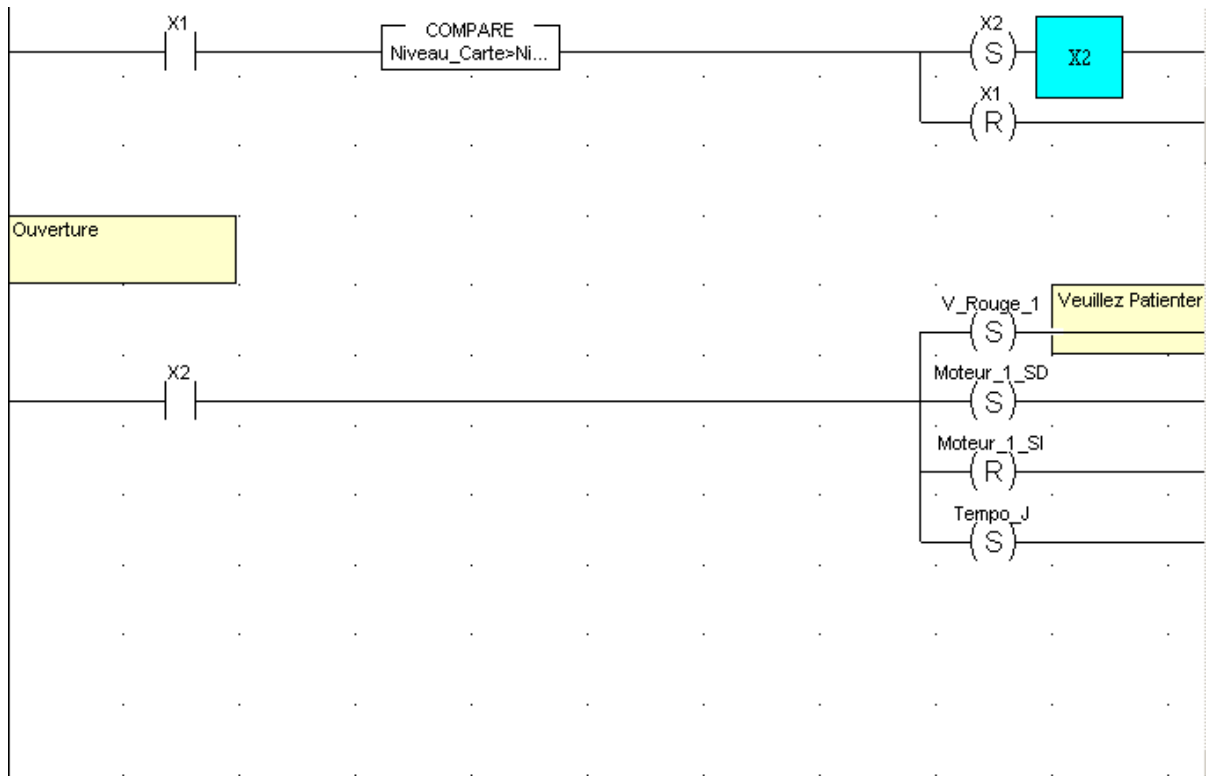 X1
COMPARE
Niveau_Carte>Ni...
X2
S
X2
X1
R
Ouverture
V_Rouge_1
S
Veuillez Patienter
X2
Moteur_1_SD
S
Moteur_1_SI
R
Tempo_J
S